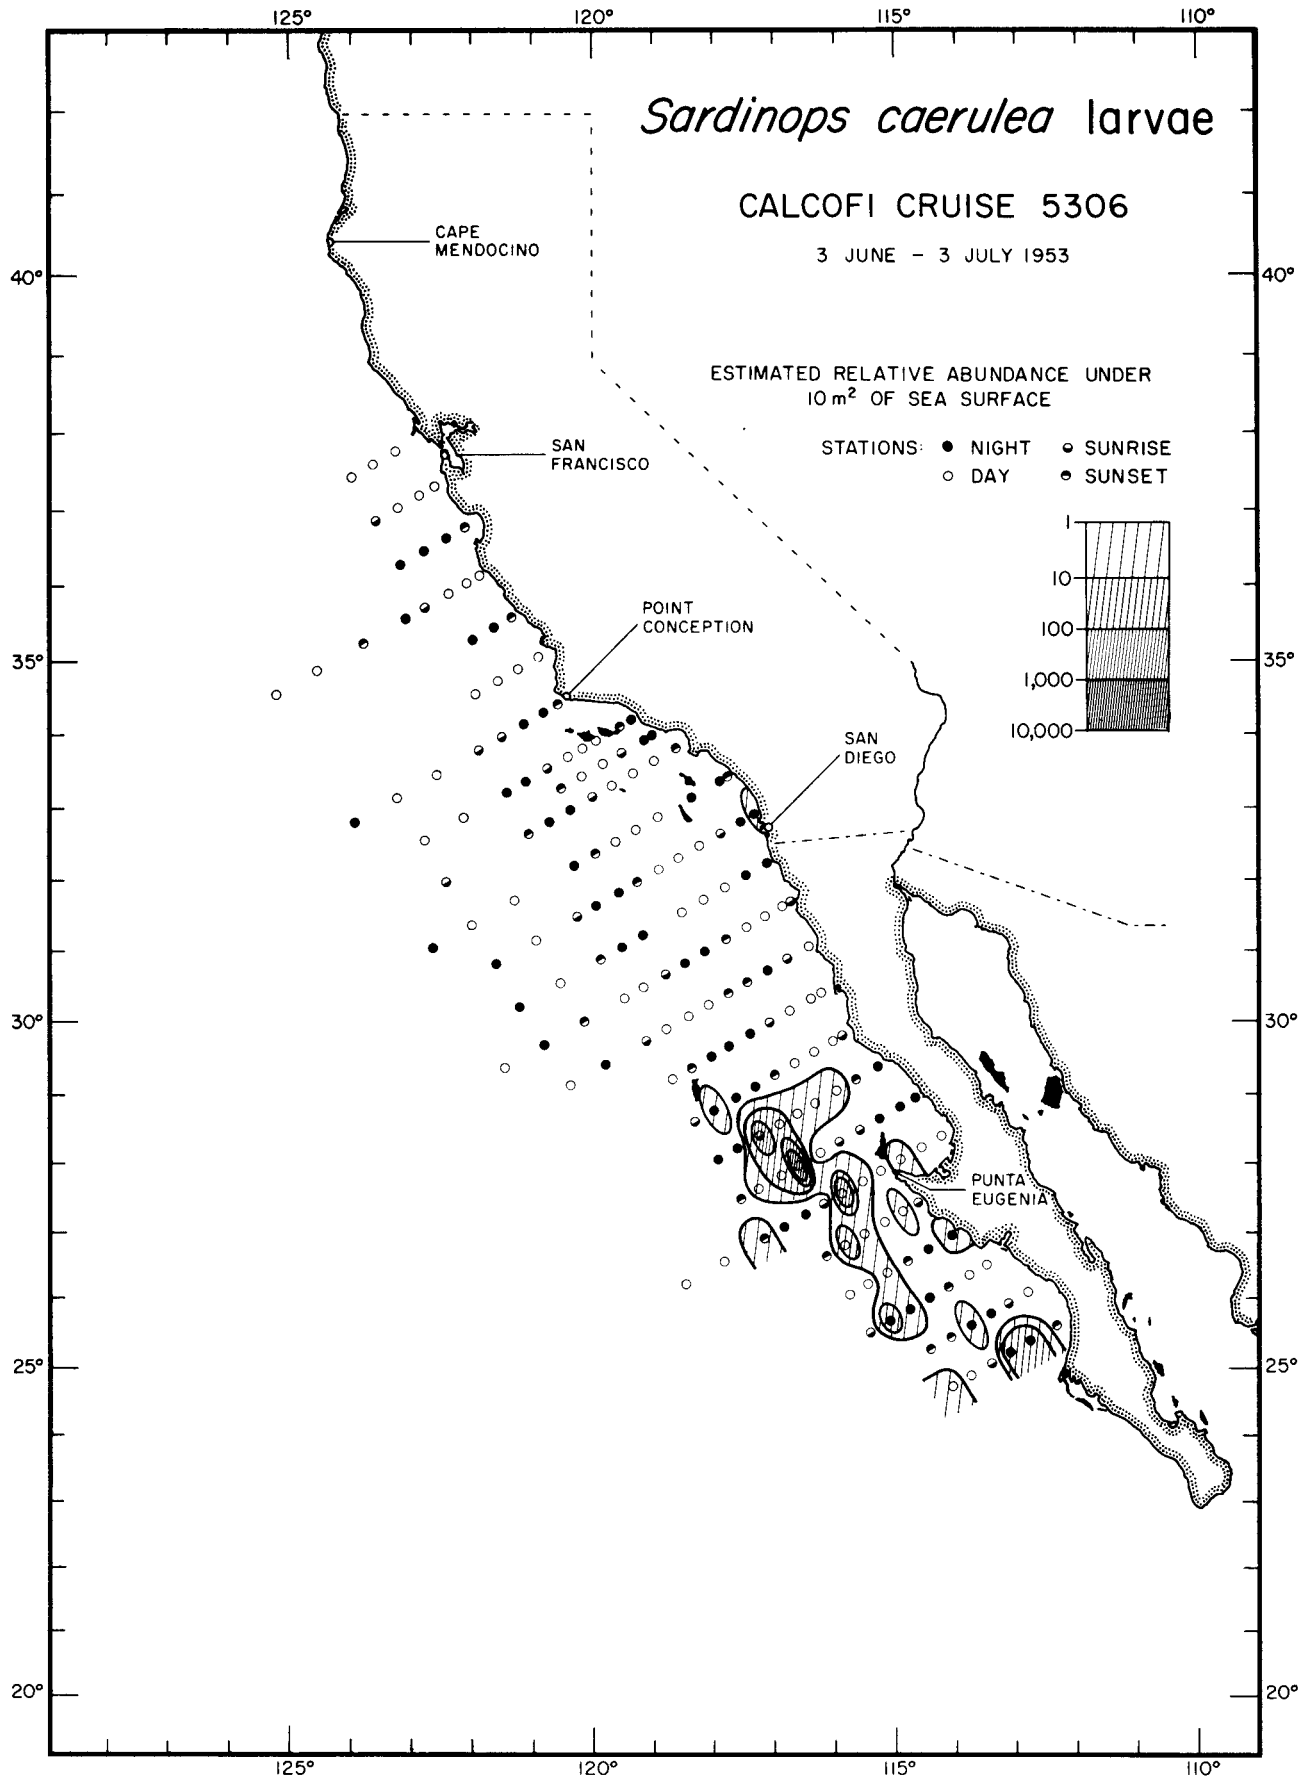 125° 120° 115° 110°
Sardinops caerulea larvae
CALCOFI CRUISE 5306
3 JUNE – 3 JULY 1953
CAPE
MENDOCINO
40° 40°
ESTIMATED RELATIVE ABUNDANCE UNDER
10 m² OF SEA SURFACE
STATIONS: ● NIGHT ◒ SUNRISE
○ DAY ◓ SUNSET
SAN
FRANCISCO
1
10
100
1,000
10,000
POINT
CONCEPTION
35° 35°
SAN
DIEGO
30° 30°
PUNTA
EUGENIA
25° 25°
20° 20°
125° 120° 115° 110°